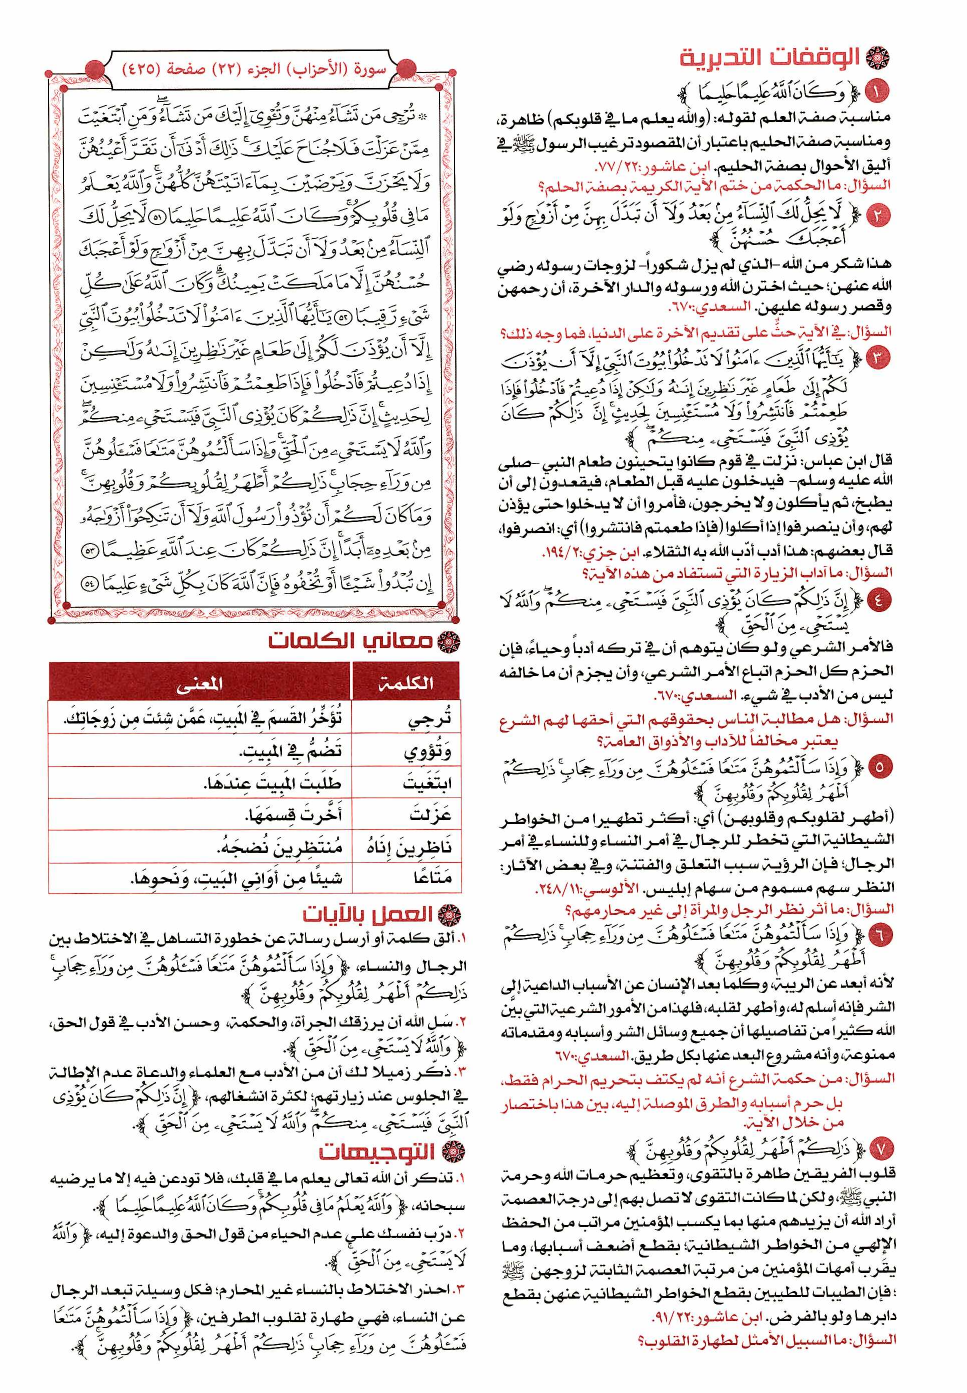 الوقفات التدبرية
١ ﴿ وَكَانَ ٱللَّهُ عَلِيمًا حَلِيمًا ﴾
مناسبة صفة العلم لقوله: (والله يعلم ما في قلوبكم) ظاهرة،
ومناسبة صفة الحليم باعتبار أن المقصود ترغيب الرسول ﷺ في
أليق الأحوال بصفة الحليم. ابن عاشور:٢٢/٧٧.
السؤال: ما الحكمة من ختم الآية الكريمة بصفة الحلم؟
٢ ﴿ لَّا يَحِلُّ لَكَ ٱلنِّسَآءُ مِنۢ بَعْدُ وَلَآ أَن تَبَدَّلَ بِهِنَّ مِنْ أَزْوَٰجٍ وَلَوْ
أَعْجَبَكَ حُسْنُهُنَّ ﴾
هذا شكر من الله -الذي لم يزل شكوراً- لزوجات رسوله رضي
الله عنهن؛ حيث اخترن الله ورسوله والدار الآخرة، أن رحمهن
وقصر رسوله عليهن. السعدي:٦٧٠.
السؤال: في الآية حثٌّ على تقديم الآخرة على الدنيا، فما وجه ذلك؟
٣ ﴿ يَـٰٓأَيُّهَا ٱلَّذِينَ ءَامَنُوا۟ لَا تَدْخُلُوا۟ بُيُوتَ ٱلنَّبِىِّ إِلَّآ أَن يُؤْذَنَ
لَكُمْ إِلَىٰ طَعَامٍ غَيْرَ نَـٰظِرِينَ إِنَىٰهُ وَلَـٰكِنْ إِذَا دُعِيتُمْ فَٱدْخُلُوا۟ فَإِذَا
طَعِمْتُمْ فَٱنتَشِرُوا۟ وَلَا مُسْتَـْٔنِسِينَ لِحَدِيثٍ ۚ إِنَّ ذَٰلِكُمْ كَانَ
يُؤْذِى ٱلنَّبِىَّ فَيَسْتَحْىِۦ مِنكُمْ ﴾
قال ابن عباس: نزلت في قوم كانوا يتحينون طعام النبي -صلى
الله عليه وسلم- فيدخلون عليه قبل الطعام، فيقعدون إلى أن
يطبخ، ثم يأكلون ولا يخرجون، فأمروا أن لا يدخلوا حتى يؤذن
لهم، وأن ينصرفوا إذا أكلوا (فإذا طعمتم فانتشروا) أي: انصرفوا،
قال بعضهم: هذا أدب أدّب الله به الثقلاء. ابن جزي:٢/١٩٤.
السؤال: ما آداب الزيارة التي تستفاد من هذه الآية؟
٤ ﴿ إِنَّ ذَٰلِكُمْ كَانَ يُؤْذِى ٱلنَّبِىَّ فَيَسْتَحْىِۦ مِنكُمْ ۖ وَٱللَّهُ لَا
يَسْتَحْىِۦ مِنَ ٱلْحَقِّ ﴾
فالأمر الشرعي ولو كان يتوهم أن في تركه أدباً وحياءً، فإن
الحزم كل الحزم اتباع الأمر الشرعي، وأن يجزم أن ما خالفه
ليس من الأدب في شيء. السعدي:٦٧٠.
السؤال: هل مطالبة الناس بحقوقهم التي أحقها لهم الشرع
يعتبر مخالفاً للآداب والأذواق العامة؟
٥ ﴿ وَإِذَا سَأَلْتُمُوهُنَّ مَتَـٰعًا فَسْـَٔلُوهُنَّ مِن وَرَآءِ حِجَابٍ ۚ ذَٰلِكُمْ
أَطْهَرُ لِقُلُوبِكُمْ وَقُلُوبِهِنَّ ﴾
(أطهر لقلوبكم وقلوبهن) أي: أكثر تطهيرا من الخواطر
الشيطانية التي تخطر للرجال في أمر النساء وللنساء في أمر
الرجال؛ فإن الرؤية سبب التعلق والفتنة، وفي بعض الآثار:
النظر سهم مسموم من سهام إبليس. الألوسي:١١/٢٤٨.
السؤال: ما أثر نظر الرجل والمرأة إلى غير محارمهم؟
٦ ﴿ وَإِذَا سَأَلْتُمُوهُنَّ مَتَـٰعًا فَسْـَٔلُوهُنَّ مِن وَرَآءِ حِجَابٍ ۚ ذَٰلِكُمْ
أَطْهَرُ لِقُلُوبِكُمْ وَقُلُوبِهِنَّ ﴾
لأنه أبعد عن الريبة، وكلما بعد الإنسان عن الأسباب الداعية إلى
الشر فإنه أسلم له، وأطهر لقلبه، فلهذا من الأمور الشرعية التي بيَّن
الله كثيراً من تفاصيلها أن جميع وسائل الشر وأسبابه ومقدماته
ممنوعة، وأنه مشروع البعد عنها بكل طريق. السعدي:٦٧٠
السؤال: من حكمة الشرع أنه لم يكتف بتحريم الحرام فقط،
بل حرم أسبابه والطرق الموصلة إليه، بين هذا باختصار
من خلال الآية.
٧ ﴿ ذَٰلِكُمْ أَطْهَرُ لِقُلُوبِكُمْ وَقُلُوبِهِنَّ ﴾
قلوب الفريقين طاهرة بالتقوى، وتعظيم حرمات الله وحرمة
النبي ﷺ، ولكن لما كانت التقوى لا تصل بهم إلى درجة العصمة
أراد الله أن يزيدهم منها بما يكسب المؤمنين مراتب من الحفظ
الإلهي من الخواطر الشيطانية؛ بقطع أضعف أسبابها، وما
يقرب أمهات المؤمنين من مرتبة العصمة الثابتة لزوجهن ﷺ
؛ فإن الطيبات للطيبين بقطع الخواطر الشيطانية عنهن بقطع
دابرها ولو بالفرض. ابن عاشور:٢٢/٩١.
السؤال: ما السبيل الأمثل لطهارة القلوب؟
سورة (الأحزاب) الجزء (٢٢) صفحة (٤٢٥)
۞ تُرْجِى مَن تَشَآءُ مِنْهُنَّ وَتُـْٔوِىٓ إِلَيْكَ مَن تَشَآءُ ۖ وَمَنِ ٱبْتَغَيْتَ
مِمَّنْ عَزَلْتَ فَلَا جُنَاحَ عَلَيْكَ ۚ ذَٰلِكَ أَدْنَىٰٓ أَن تَقَرَّ أَعْيُنُهُنَّ
وَلَا يَحْزَنَّ وَيَرْضَيْنَ بِمَآ ءَاتَيْتَهُنَّ كُلُّهُنَّ ۚ وَٱللَّهُ يَعْلَمُ
مَا فِى قُلُوبِكُمْ ۚ وَكَانَ ٱللَّهُ عَلِيمًا حَلِيمًا ٥١ لَّا يَحِلُّ لَكَ
ٱلنِّسَآءُ مِنۢ بَعْدُ وَلَآ أَن تَبَدَّلَ بِهِنَّ مِنْ أَزْوَٰجٍ وَلَوْ أَعْجَبَكَ
حُسْنُهُنَّ إِلَّا مَا مَلَكَتْ يَمِينُكَ ۗ وَكَانَ ٱللَّهُ عَلَىٰ كُلِّ
شَىْءٍ رَّقِيبًا ٥٢ يَـٰٓأَيُّهَا ٱلَّذِينَ ءَامَنُوا۟ لَا تَدْخُلُوا۟ بُيُوتَ ٱلنَّبِىِّ
إِلَّآ أَن يُؤْذَنَ لَكُمْ إِلَىٰ طَعَامٍ غَيْرَ نَـٰظِرِينَ إِنَىٰهُ وَلَـٰكِنْ
إِذَا دُعِيتُمْ فَٱدْخُلُوا۟ فَإِذَا طَعِمْتُمْ فَٱنتَشِرُوا۟ وَلَا مُسْتَـْٔنِسِينَ
لِحَدِيثٍ ۚ إِنَّ ذَٰلِكُمْ كَانَ يُؤْذِى ٱلنَّبِىَّ فَيَسْتَحْىِۦ مِنكُمْ ۖ
وَٱللَّهُ لَا يَسْتَحْىِۦ مِنَ ٱلْحَقِّ ۚ وَإِذَا سَأَلْتُمُوهُنَّ مَتَـٰعًا فَسْـَٔلُوهُنَّ
مِن وَرَآءِ حِجَابٍ ۚ ذَٰلِكُمْ أَطْهَرُ لِقُلُوبِكُمْ وَقُلُوبِهِنَّ ۚ
وَمَا كَانَ لَكُمْ أَن تُؤْذُوا۟ رَسُولَ ٱللَّهِ وَلَآ أَن تَنكِحُوٓا۟ أَزْوَٰجَهُۥ
مِنۢ بَعْدِهِۦٓ أَبَدًا ۚ إِنَّ ذَٰلِكُمْ كَانَ عِندَ ٱللَّهِ عَظِيمًا ٥٣
إِن تُبْدُوا۟ شَيْـًٔا أَوْ تُخْفُوهُ فَإِنَّ ٱللَّهَ كَانَ بِكُلِّ شَىْءٍ عَلِيمًا ٥٤
معاني الكلمات
الكلمة المعنى
تُرجِي تُؤَخِّرُ القَسمَ فِي المَبِيتِ، عَمَّن شِئتَ مِن زَوجَاتِكَ.
وَتُؤوِي تَضُمُّ فِي المَبِيتِ.
ابتَغَيتَ طَلَبتَ المَبِيتَ عِندَهَا.
عَزَلتَ أَخَّرتَ قِسمَهَا.
نَاظِرِينَ إِنَاهُ مُنتَظِرِينَ نُضجَهُ.
مَتَاعًا شَيئًا مِن أَوَانِي البَيتِ، وَنَحوِهَا.
العمل بالآيات
١. ألق كلمة أو أرسل رسالة عن خطورة التساهل في الاختلاط بين
الرجال والنساء، ﴿ وَإِذَا سَأَلْتُمُوهُنَّ مَتَـٰعًا فَسْـَٔلُوهُنَّ مِن وَرَآءِ حِجَابٍ ۚ
ذَٰلِكُمْ أَطْهَرُ لِقُلُوبِكُمْ وَقُلُوبِهِنَّ ﴾
٢. سَلِ الله أن يرزقك الجرأة، والحكمة، وحسن الأدب في قول الحق،
﴿ وَٱللَّهُ لَا يَسْتَحْىِۦ مِنَ ٱلْحَقِّ ﴾.
٣. ذكر زميلا لك أن من الأدب مع العلماء والدعاة عدم الإطالة
في الجلوس عند زيارتهم؛ لكثرة انشغالهم، ﴿ إِنَّ ذَٰلِكُمْ كَانَ يُؤْذِى
ٱلنَّبِىَّ فَيَسْتَحْىِۦ مِنكُمْ ۖ وَٱللَّهُ لَا يَسْتَحْىِۦ مِنَ ٱلْحَقِّ ﴾.
التوجيهات
١. تذكر أن الله تعالى يعلم ما في قلبك، فلا تودعن فيه إلا ما يرضيه
سبحانه، ﴿ وَٱللَّهُ يَعْلَمُ مَا فِى قُلُوبِكُمْ ۚ وَكَانَ ٱللَّهُ عَلِيمًا حَلِيمًا ﴾.
٢. درّب نفسك على عدم الحياء من قول الحق والدعوة إليه، ﴿ وَٱللَّهُ
لَا يَسْتَحْىِۦ مِنَ ٱلْحَقِّ ﴾.
٣. احذر الاختلاط بالنساء غير المحارم؛ فكل وسيلة تبعد الرجال
عن النساء، فهي طهارة لقلوب الطرفين، ﴿ وَإِذَا سَأَلْتُمُوهُنَّ مَتَـٰعًا
فَسْـَٔلُوهُنَّ مِن وَرَآءِ حِجَابٍ ۚ ذَٰلِكُمْ أَطْهَرُ لِقُلُوبِكُمْ وَقُلُوبِهِنَّ ﴾.